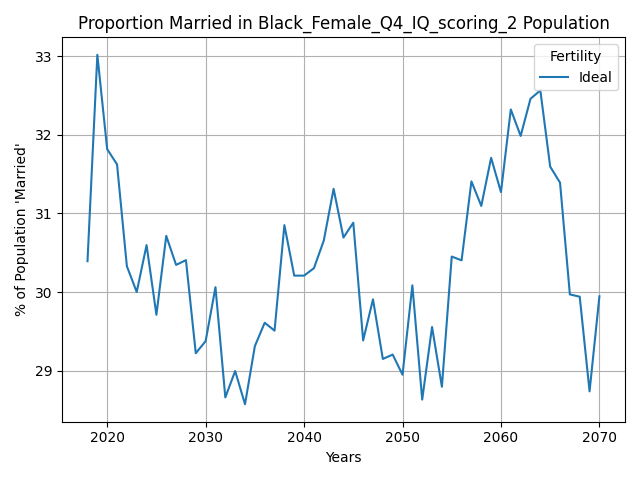 Proportion Married in Black_Female_Q4_IQ_scoring_2 Population
Fertility
Ideal
% of Population 'Married'
33
32
31
30
29
2020 2030 2040 2050 2060 2070
Years